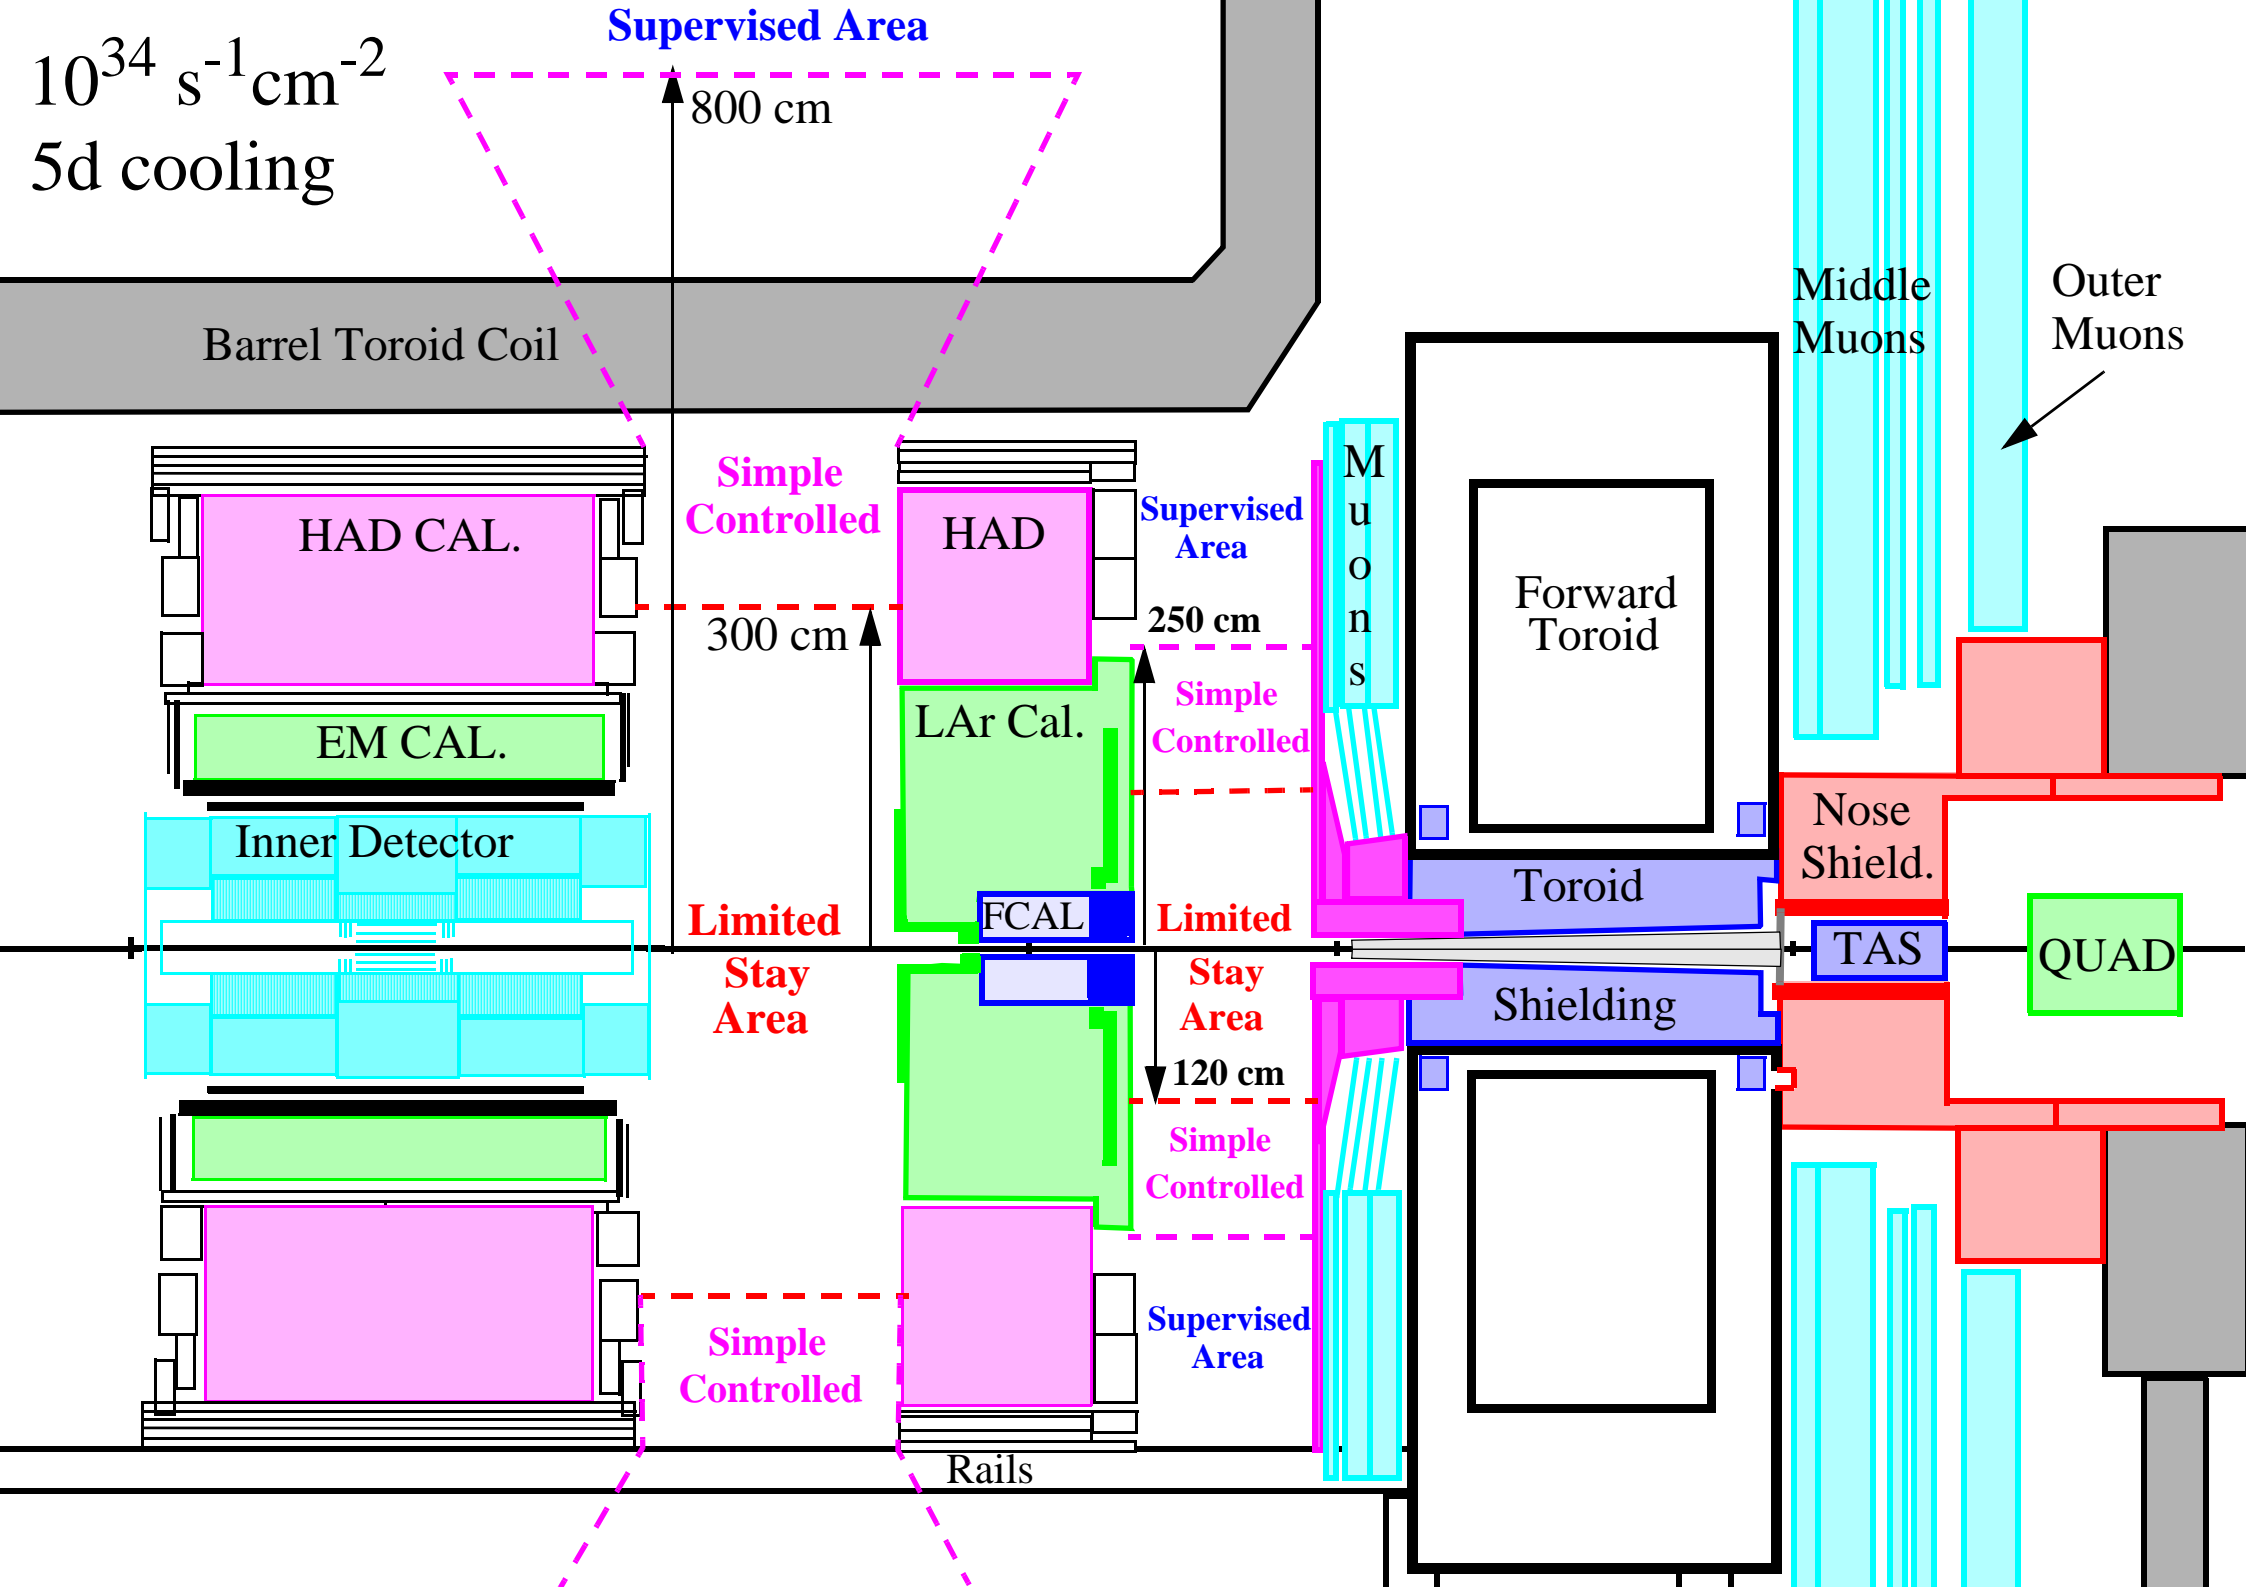 Supervised Area
10^34 s^-1cm^-2
800 cm
5d cooling
Middle
Muons
Outer
Muons
Barrel Toroid Coil
Simple
Controlled
HAD CAL.
HAD
Supervised
Area
Muons
Forward
Toroid
300 cm
250 cm
Simple
Controlled
EM CAL.
LAr Cal.
Inner Detector
Nose
Shield.
Toroid
Limited
FCAL
Limited
TAS
QUAD
Stay
Area
Stay
Area
Shielding
120 cm
Simple
Controlled
Supervised
Area
Simple
Controlled
Rails